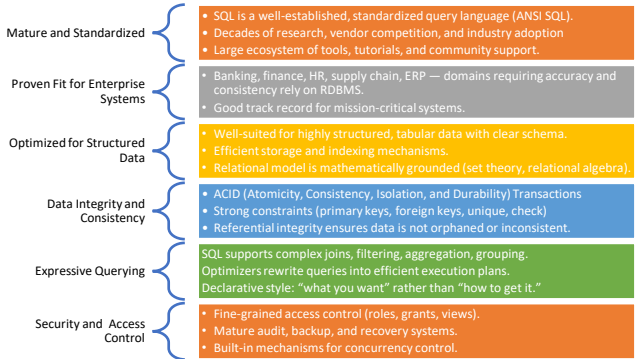 Mature and Standardized
• SQL is a well-established, standardized query language (ANSI SQL).
• Decades of research, vendor competition, and industry adoption
• Large ecosystem of tools, tutorials, and community support.
Proven Fit for Enterprise
Systems
• Banking, finance, HR, supply chain, ERP — domains requiring accuracy and
consistency rely on RDBMS.
• Good track record for mission-critical systems.
Optimized for Structured
Data
• Well-suited for highly structured, tabular data with clear schema.
• Efficient storage and indexing mechanisms.
• Relational model is mathematically grounded (set theory, relational algebra).
Data Integrity and
Consistency
• ACID (Atomicity, Consistency, Isolation, and Durability) Transactions
• Strong constraints (primary keys, foreign keys, unique, check)
• Referential integrity ensures data is not orphaned or inconsistent.
Expressive Querying
SQL supports complex joins, filtering, aggregation, grouping.
Optimizers rewrite queries into efficient execution plans.
Declarative style: “what you want” rather than “how to get it.”
Security and Access
Control
• Fine-grained access control (roles, grants, views).
• Mature audit, backup, and recovery systems.
• Built-in mechanisms for concurrency control.